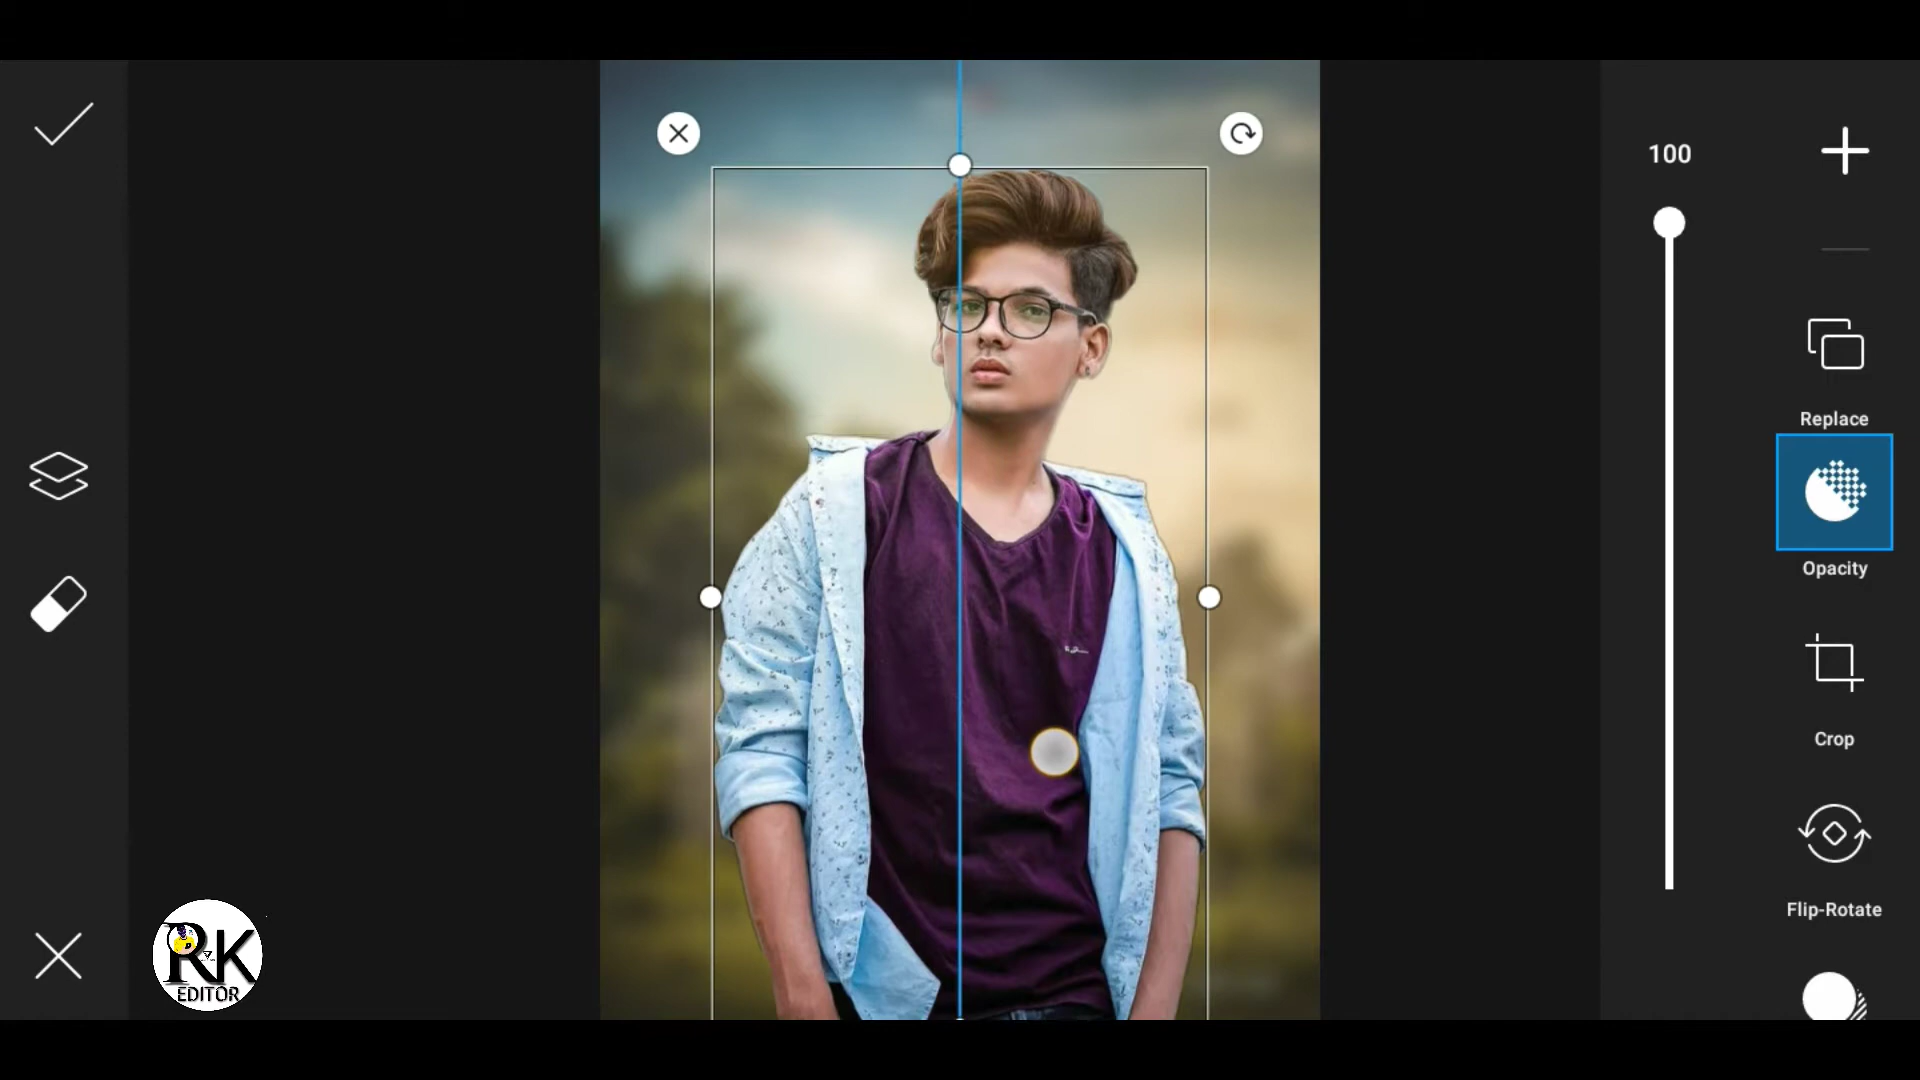 100
Replace
Opacity
Crop
Flip-Rotate
RK
EDITOR